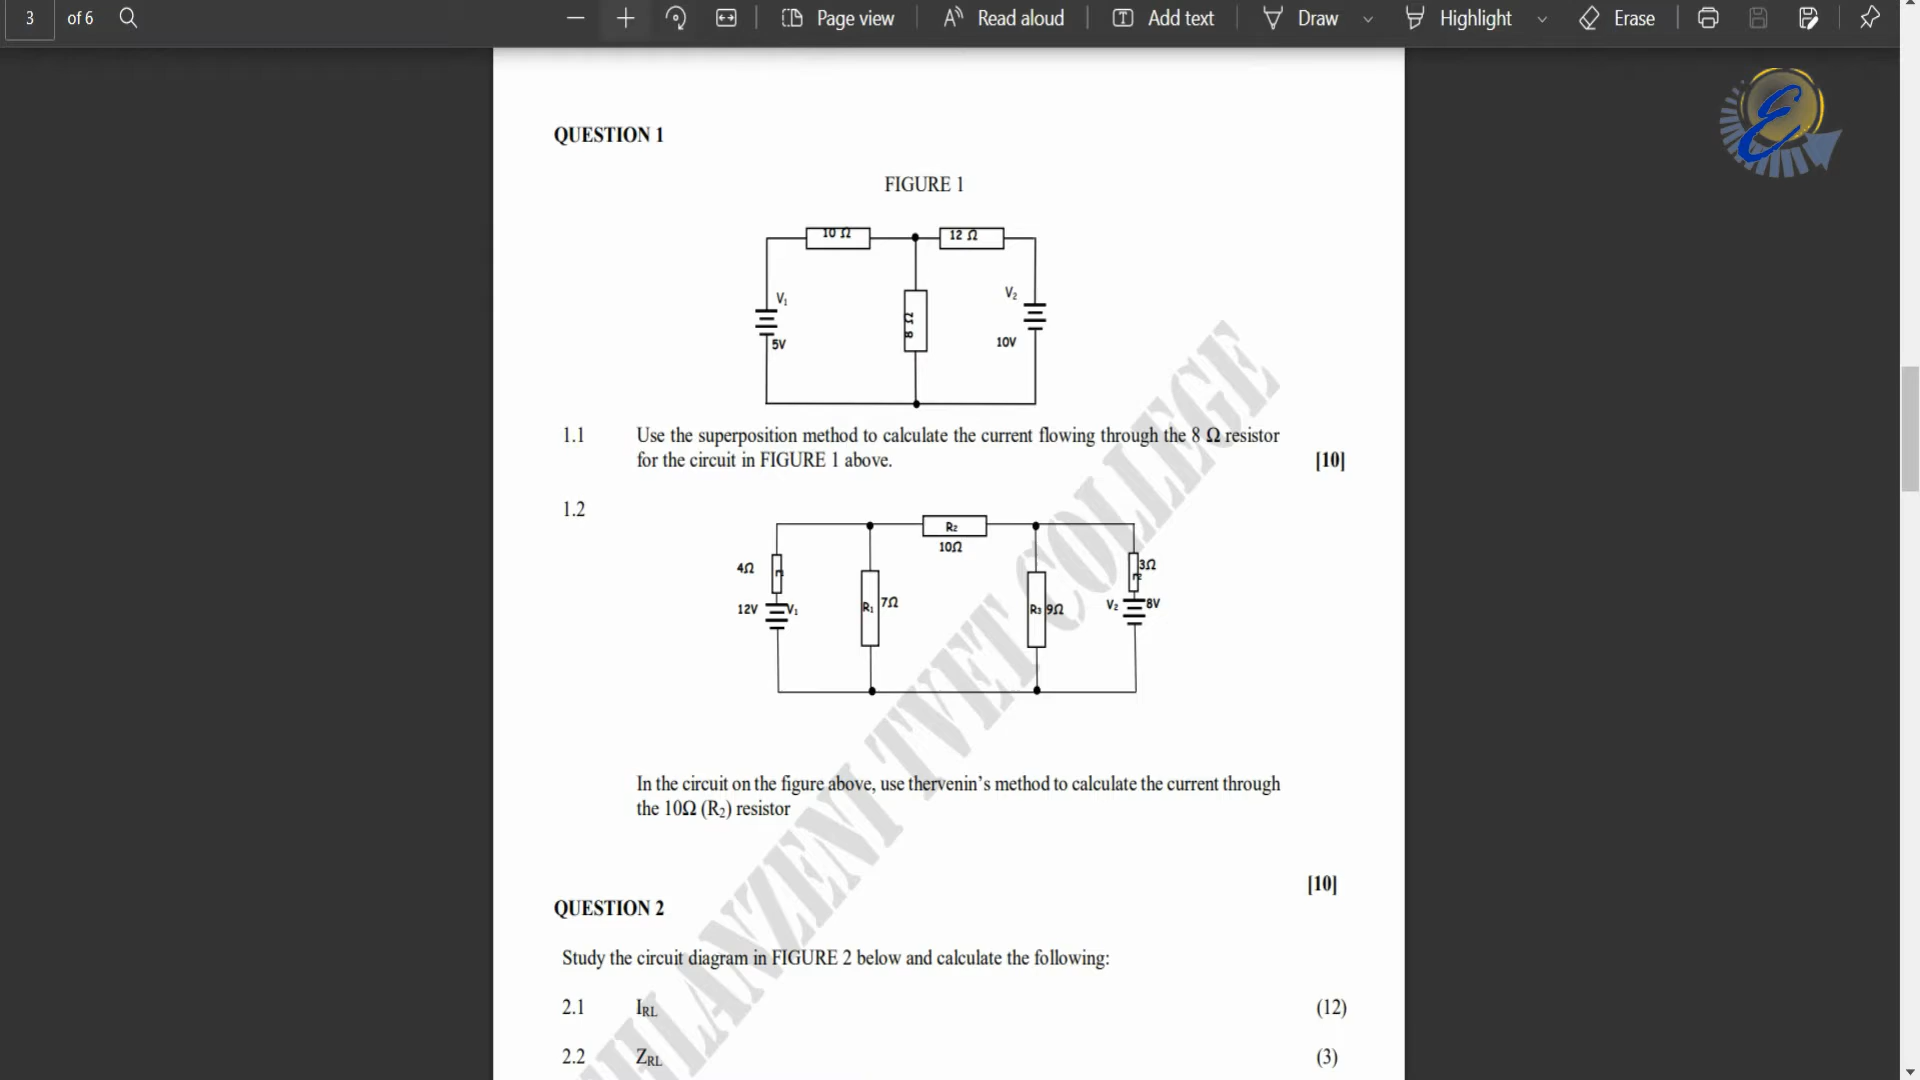 3 of 6 Page view Read aloud Add text Draw Highlight Erase
QUESTION 1
FIGURE 1
10 Ω
12 Ω
V₁
5V
8 Ω
V₂
10V
1.1 Use the superposition method to calculate the current flowing through the 8 Ω resistor
for the circuit in FIGURE 1 above. [10]
1.2
R₂
10Ω
4Ω
12V V₁
R₁ 7Ω
R₃ 9Ω
3Ω
V₂ 8V
In the circuit on the figure above, use thervenin’s method to calculate the current through
the 10Ω (R₂) resistor
[10]
QUESTION 2
Study the circuit diagram in FIGURE 2 below and calculate the following:
2.1 I_RL (12)
2.2 Z_RL (3)
HLANZENI TVET COLLEGE
E